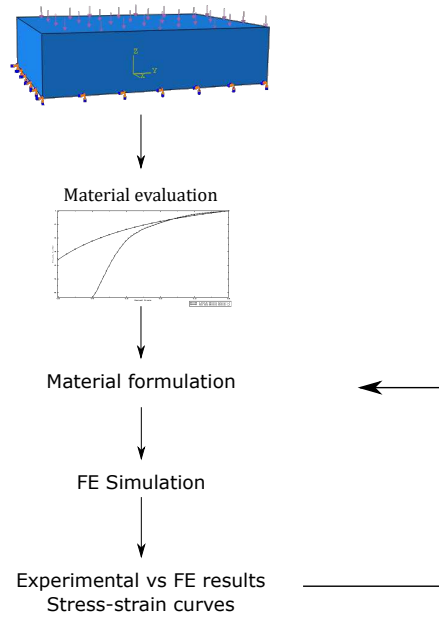 Z
Y
Material evaluation
Material formulation
FE Simulation
Experimental vs FE results
Stress-strain curves